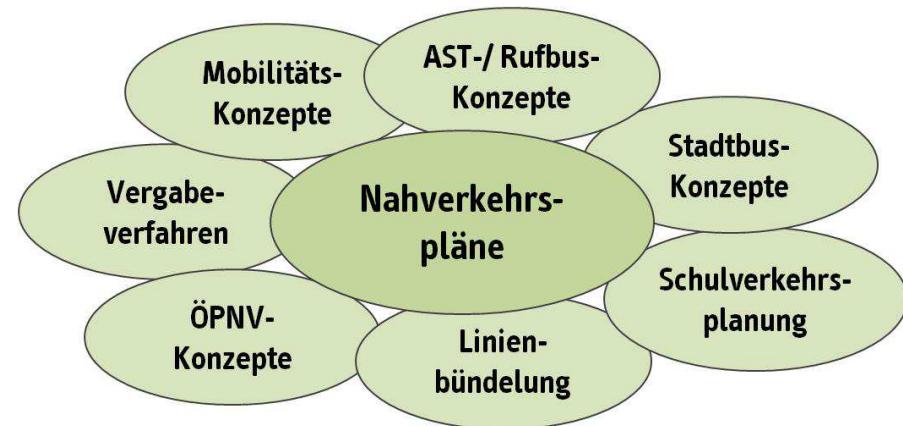 Mobilitäts-
Konzepte
AST-/ Rufbus-
Konzepte
Stadtbus-
Konzepte
Vergabe-
verfahren
Nahverkehrs-
pläne
Schulverkehrs-
planung
ÖPNV-
Konzepte
Linien-
bündelung